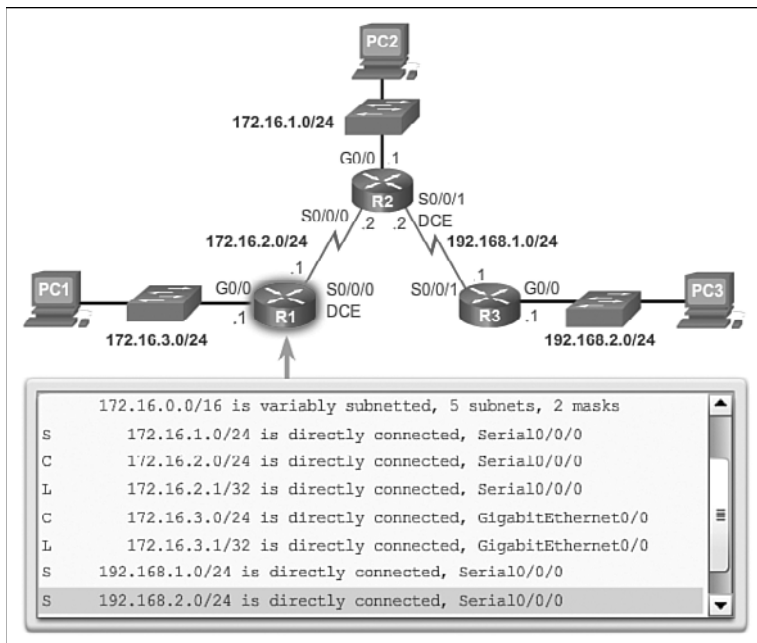 PC2
172.16.1.0/24
G0/0 .1
R2
S0/0/1
DCE
S0/0/0
.2 .2
172.16.2.0/24
192.168.1.0/24
.1
.1
PC1
G0/0
S0/0/0
DCE
S0/0/1
G0/0
PC3
.1
R1
R3
.1
172.16.3.0/24
192.168.2.0/24
172.16.0.0/16 is variably subnetted, 5 subnets, 2 masks
S 172.16.1.0/24 is directly connected, Serial0/0/0
C 172.16.2.0/24 is directly connected, Serial0/0/0
L 172.16.2.1/32 is directly connected, Serial0/0/0
C 172.16.3.0/24 is directly connected, GigabitEthernet0/0
L 172.16.3.1/32 is directly connected, GigabitEthernet0/0
S 192.168.1.0/24 is directly connected, Serial0/0/0
S 192.168.2.0/24 is directly connected, Serial0/0/0